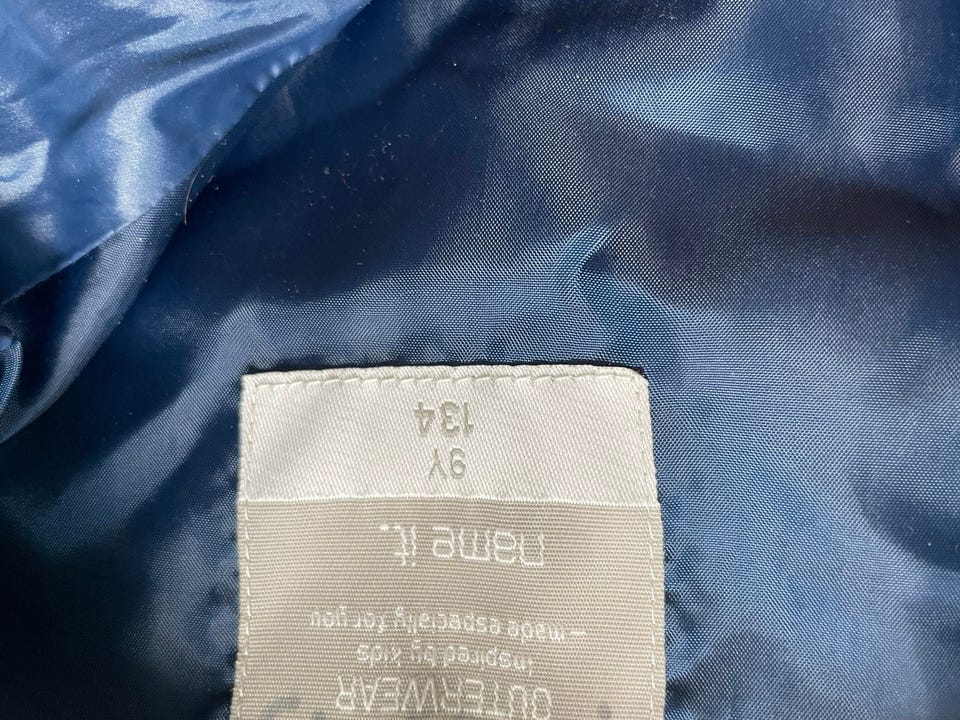 OUTERWEAR
inspired by kids
— made especially for you
name it.
9Y
134